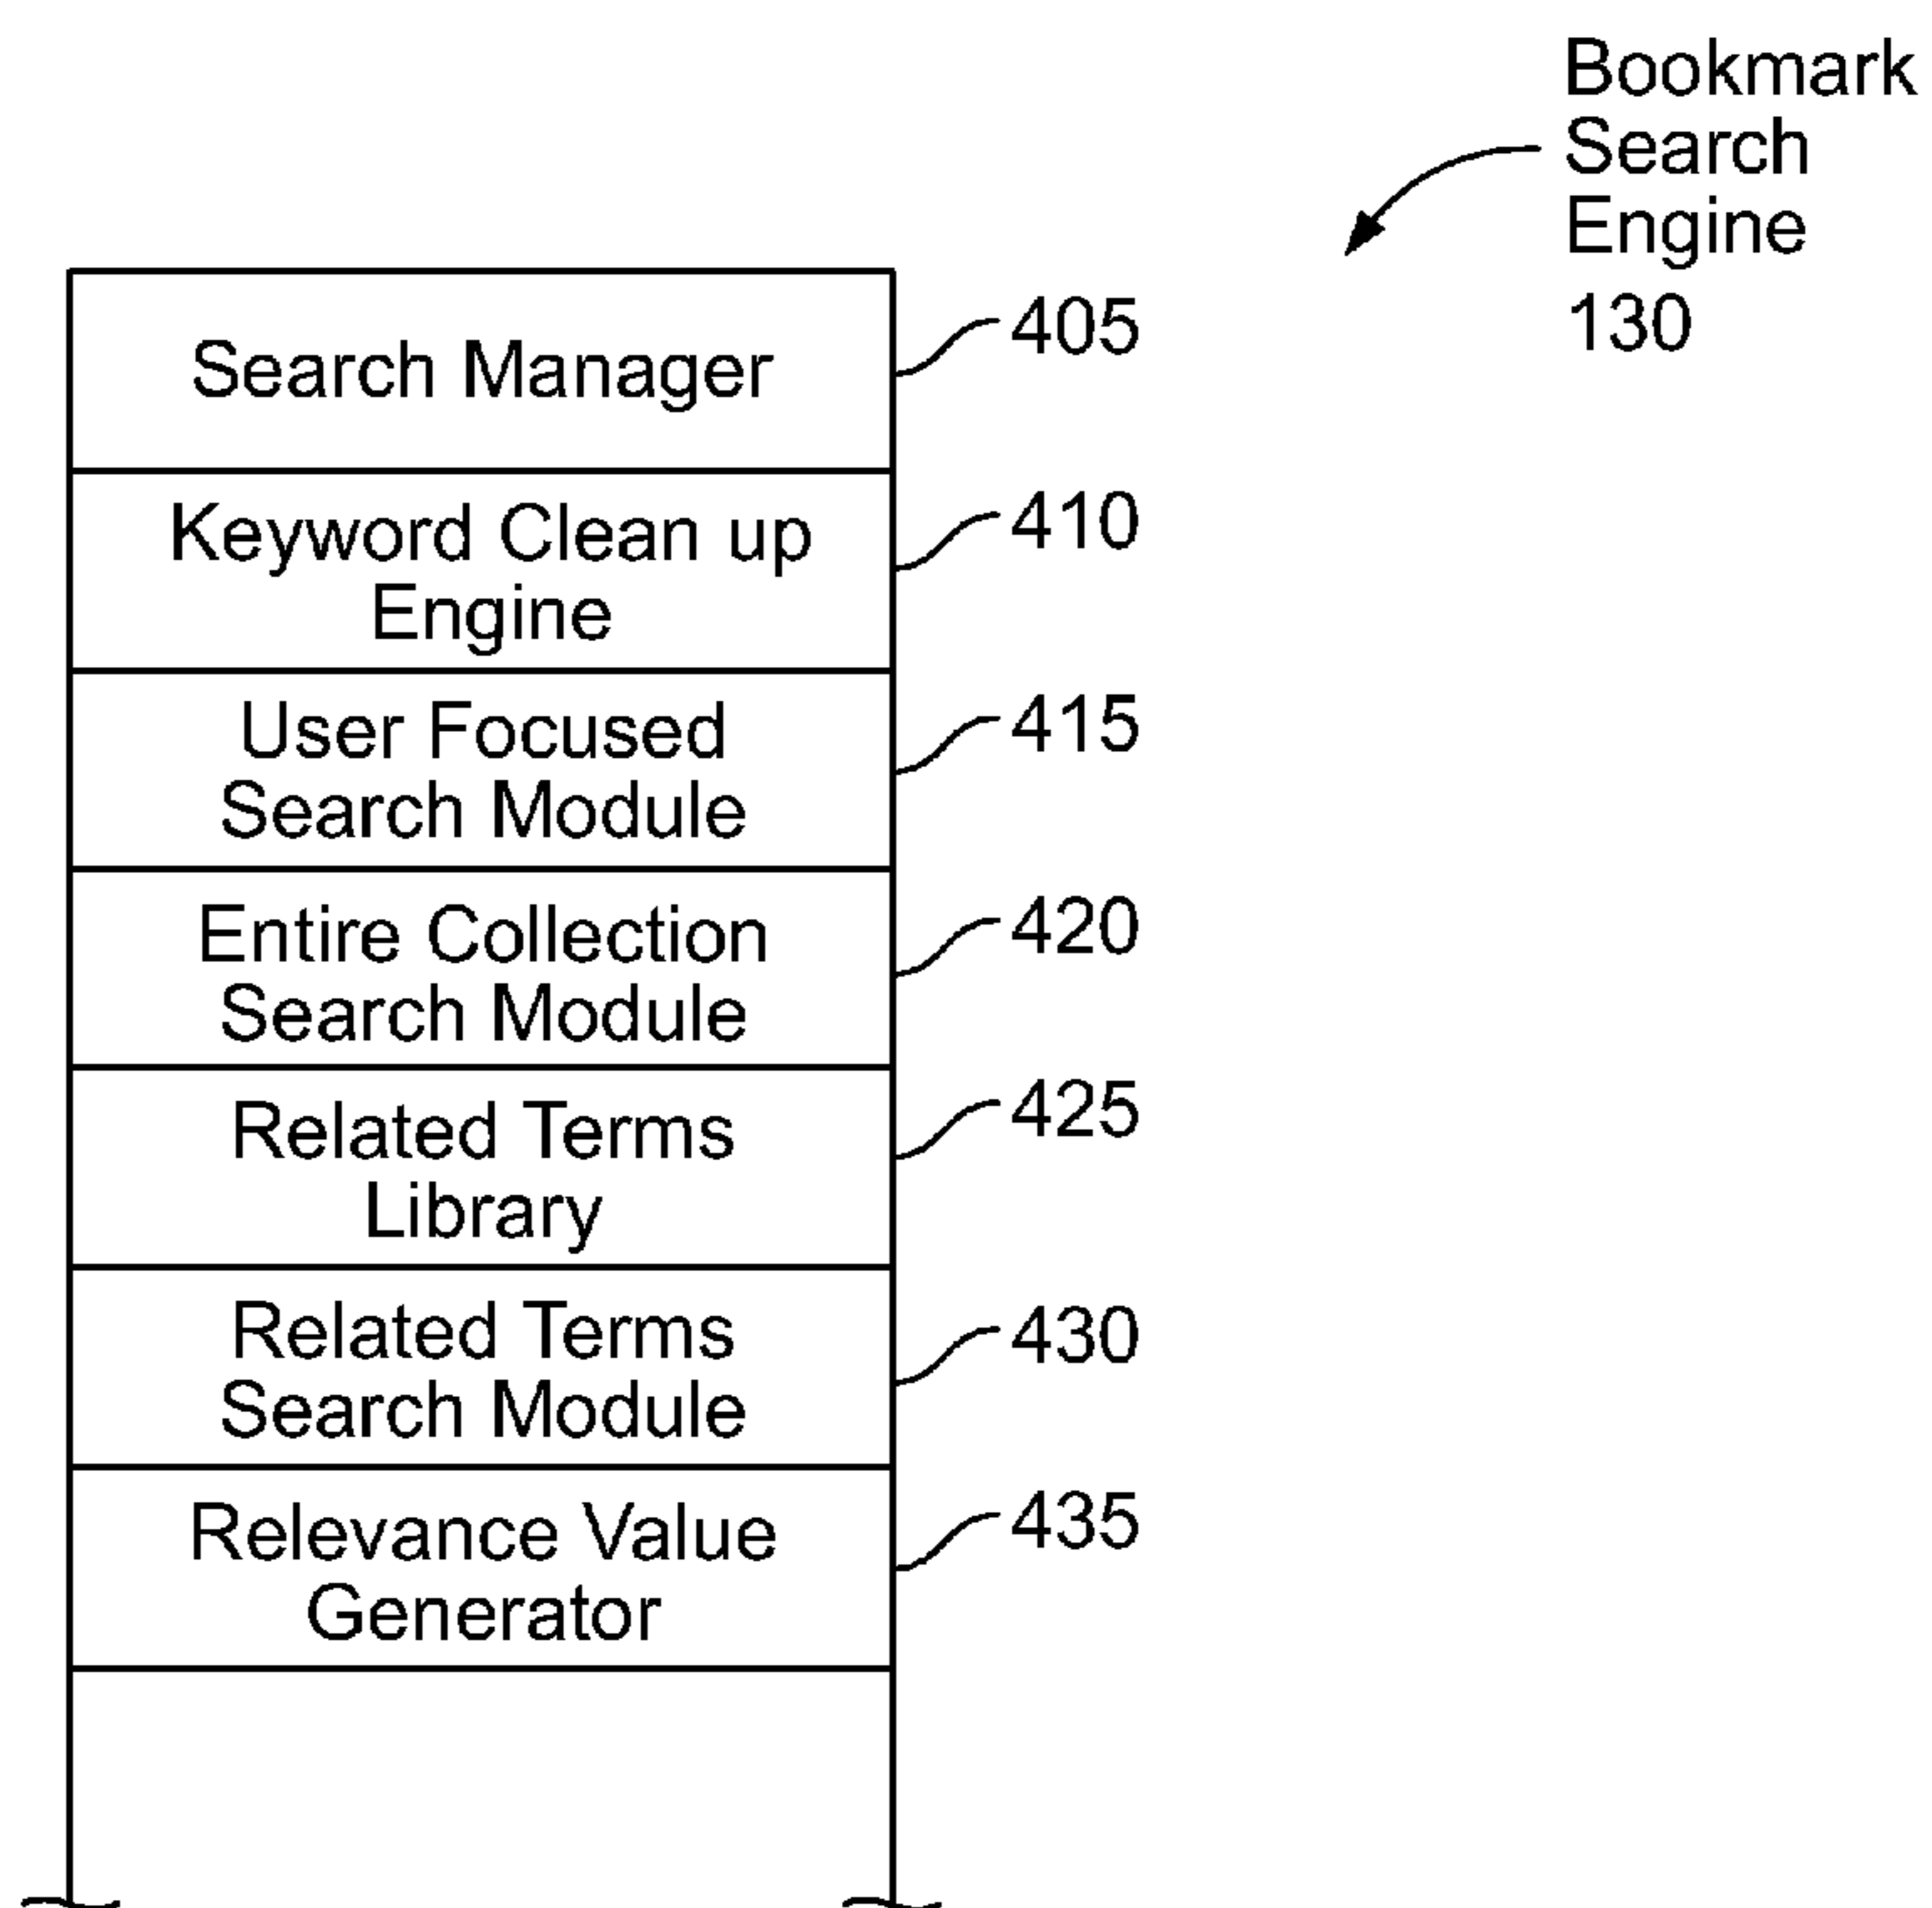 Bookmark
Search
Engine
130
Search Manager
405
Keyword Clean up
Engine
410
User Focused
Search Module
415
Entire Collection
Search Module
420
Related Terms
Library
425
Related Terms
Search Module
430
Relevance Value
Generator
435